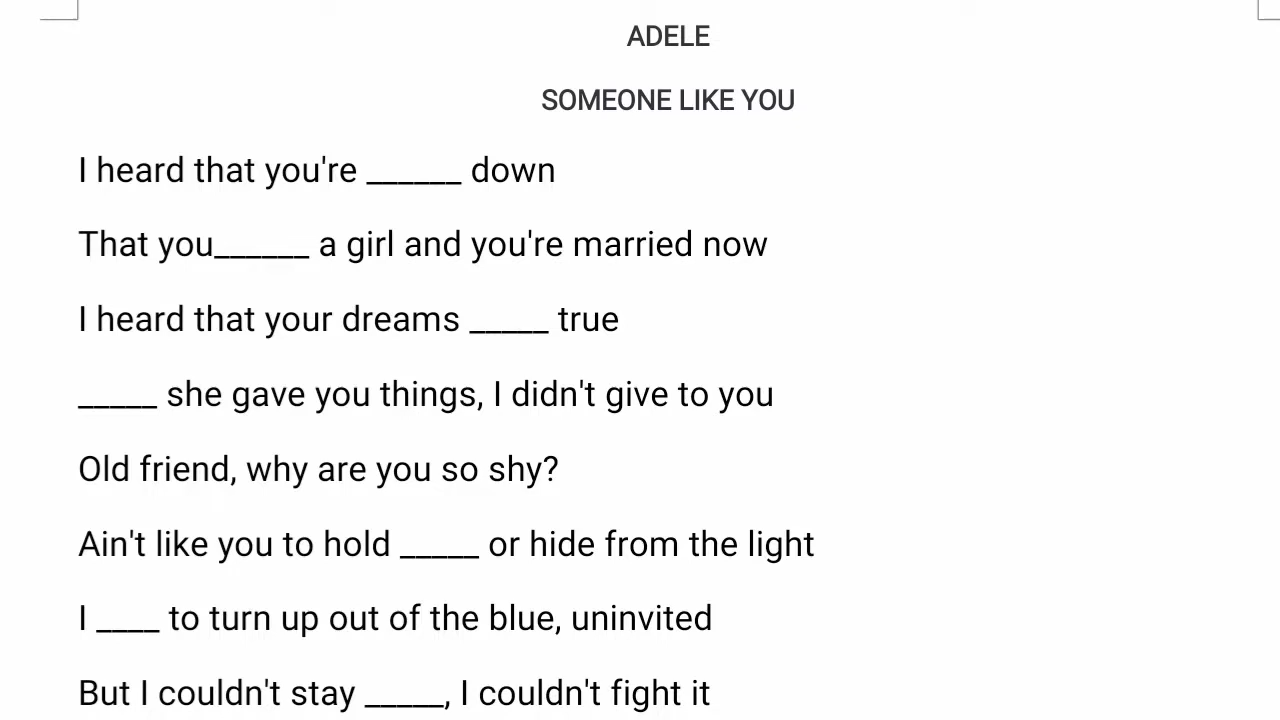 ADELE
SOMEONE LIKE YOU
I heard that you're ______ down
That you______ a girl and you're married now
I heard that your dreams _____ true
_____ she gave you things, I didn't give to you
Old friend, why are you so shy?
Ain't like you to hold _____ or hide from the light
I ____ to turn up out of the blue, uninvited
But I couldn't stay _____, I couldn't fight it